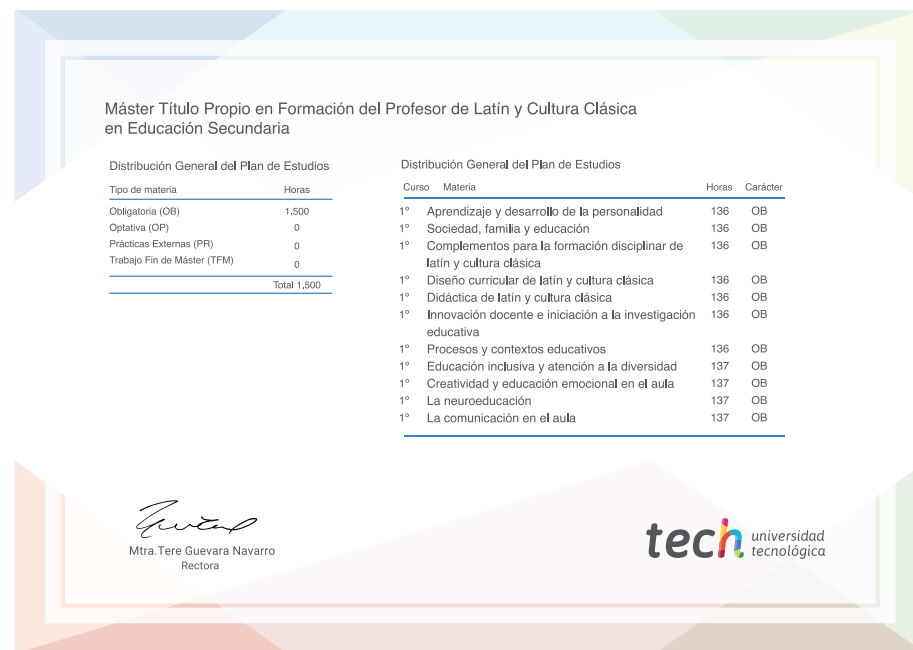 Máster Título Propio en Formación del Profesor de Latín y Cultura Clásica
en Educación Secundaria
Distribución General del Plan de Estudios
Tipo de materia Horas
Obligatoria (OB) 1.500
Optativa (OP) 0
Prácticas Externas (PR) 0
Trabajo Fin de Máster (TFM) 0
Total 1.500
Distribución General del Plan de Estudios
Curso Materia Horas Carácter
1º Aprendizaje y desarrollo de la personalidad 136 OB
1º Sociedad, familia y educación 136 OB
1º Complementos para la formación disciplinar de 136 OB
latín y cultura clásica
1º Diseño curricular de latín y cultura clásica 136 OB
1º Didáctica de latín y cultura clásica 136 OB
1º Innovación docente e iniciación a la investigación 136 OB
educativa
1º Procesos y contextos educativos 136 OB
1º Educación inclusiva y atención a la diversidad 137 OB
1º Creatividad y educación emocional en el aula 137 OB
1º La neuroeducación 137 OB
1º La comunicación en el aula 137 OB
Mtra.Tere Guevara Navarro
Rectora
tech universidad
tecnológica